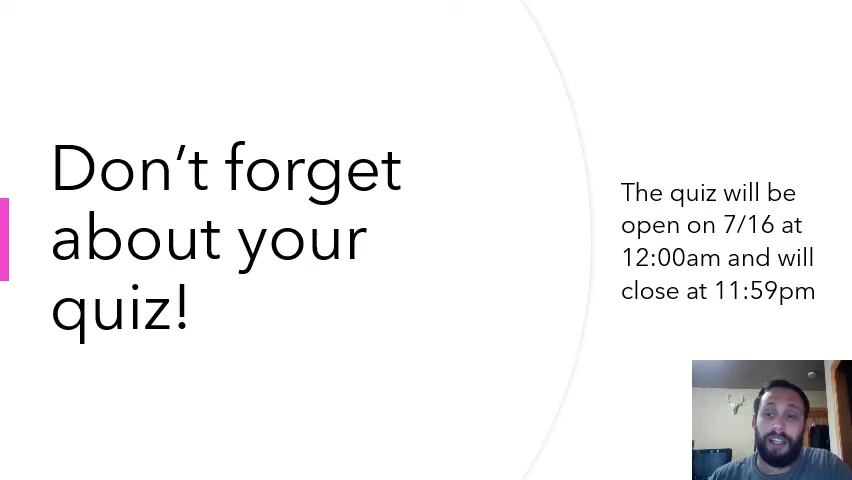 Don’t forget
about your
quiz!
The quiz will be
open on 7/16 at
12:00am and will
close at 11:59pm